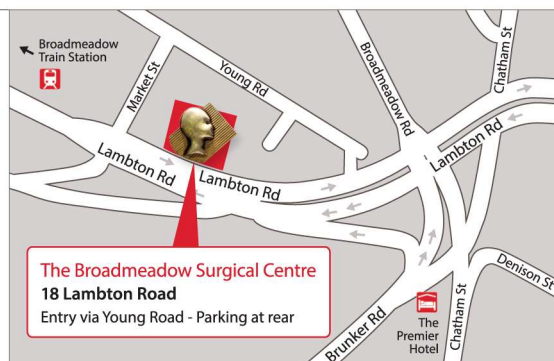 Broadmeadow
Train Station
Market St
Young Rd
Broadmeadow Rd
Chatham St
Lambton Rd
Lambton Rd
Lambton Rd
The Broadmeadow Surgical Centre
18 Lambton Road
Entry via Young Road - Parking at rear
Brunker Rd
The
Premier
Hotel
Chatham St
Denison St